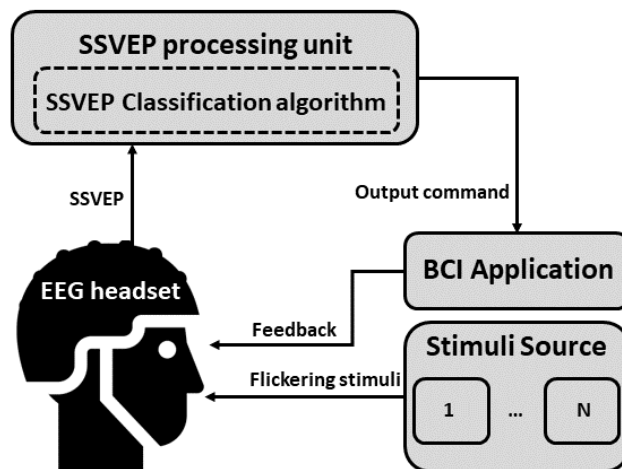 SSVEP processing unit
SSVEP Classification algorithm
SSVEP
Output command
EEG headset
BCI Application
Feedback
Stimuli Source
Flickering stimuli
1 ... N